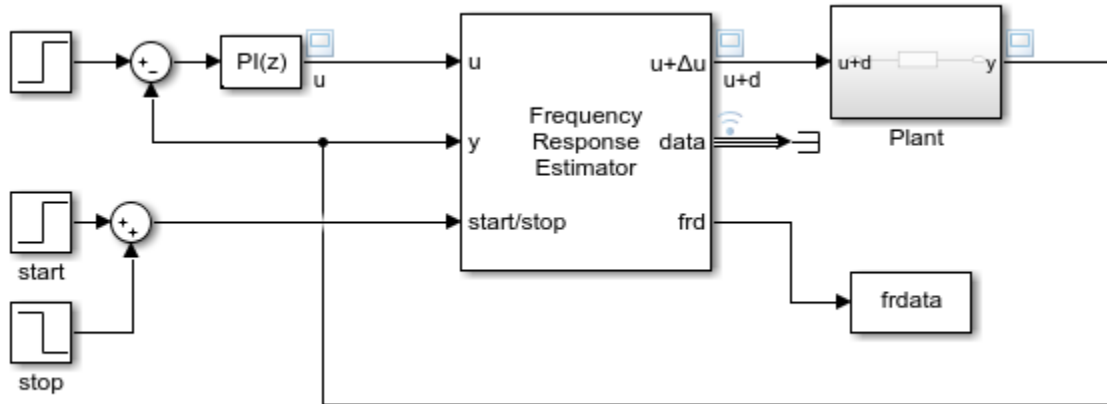 PI(z)
u
u
y
start/stop
Frequency
Response
Estimator
u+Δu
data
frd
u+d
u+d
y
Plant
start
stop
frdata